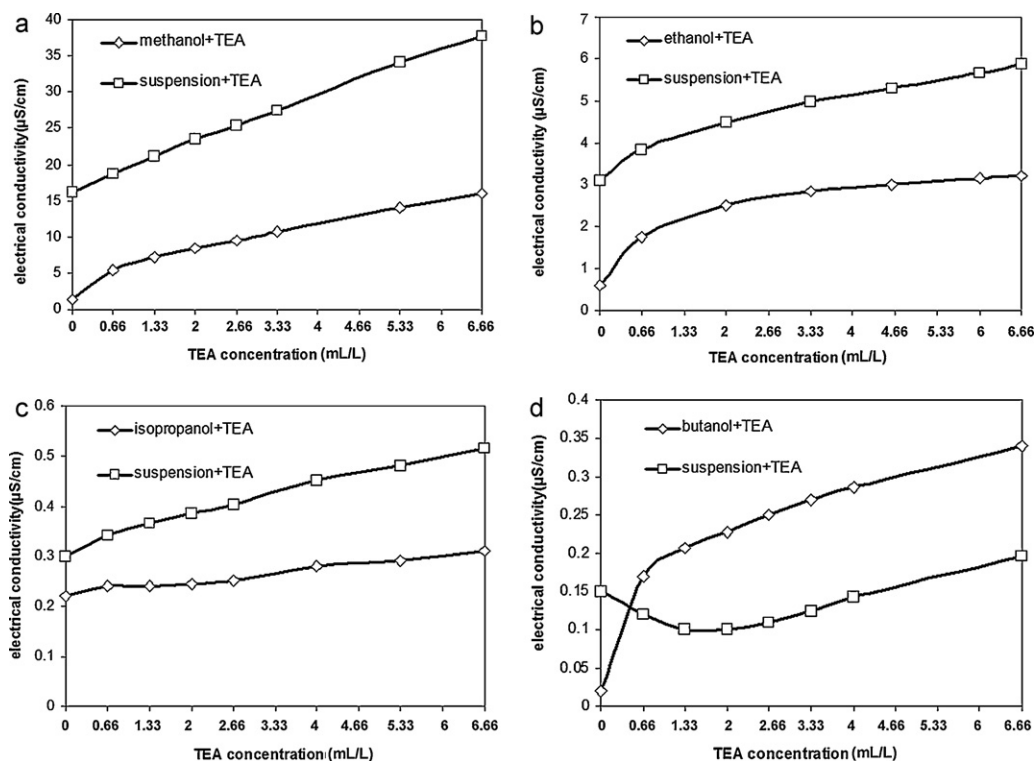 a
electrical conductivity(µS/cm)
40
35
30
25
20
15
10
5
0
methanol+TEA
suspension+TEA
0 0.66 1.33 2 2.66 3.33 4 4.66 5.33 6 6.66
TEA concentration (mL/L)
b
electrical conductivity (µS/cm)
7
6
5
4
3
2
1
0
ethanol+TEA
suspension+TEA
0 0.66 1.33 2 2.66 3.33 4 4.66 5.33 6 6.66
TEA concentration (mL/L)
c
electrical conductivity(µS/cm)
0.6
0.5
0.4
0.3
0.2
0.1
0
isopropanol+TEA
suspension+TEA
0 0.66 1.33 2 2.66 3.33 4 4.66 5.33 6 6.66
TEA concentration(mL/L)
d
electrical conductivity(µS/cm)
0.4
0.35
0.3
0.25
0.2
0.15
0.1
0.05
0
butanol+TEA
suspension+TEA
0 0.66 1.33 2 2.66 3.33 4 4.66 5.33 6 6.66
TEA concentration (mL/L)